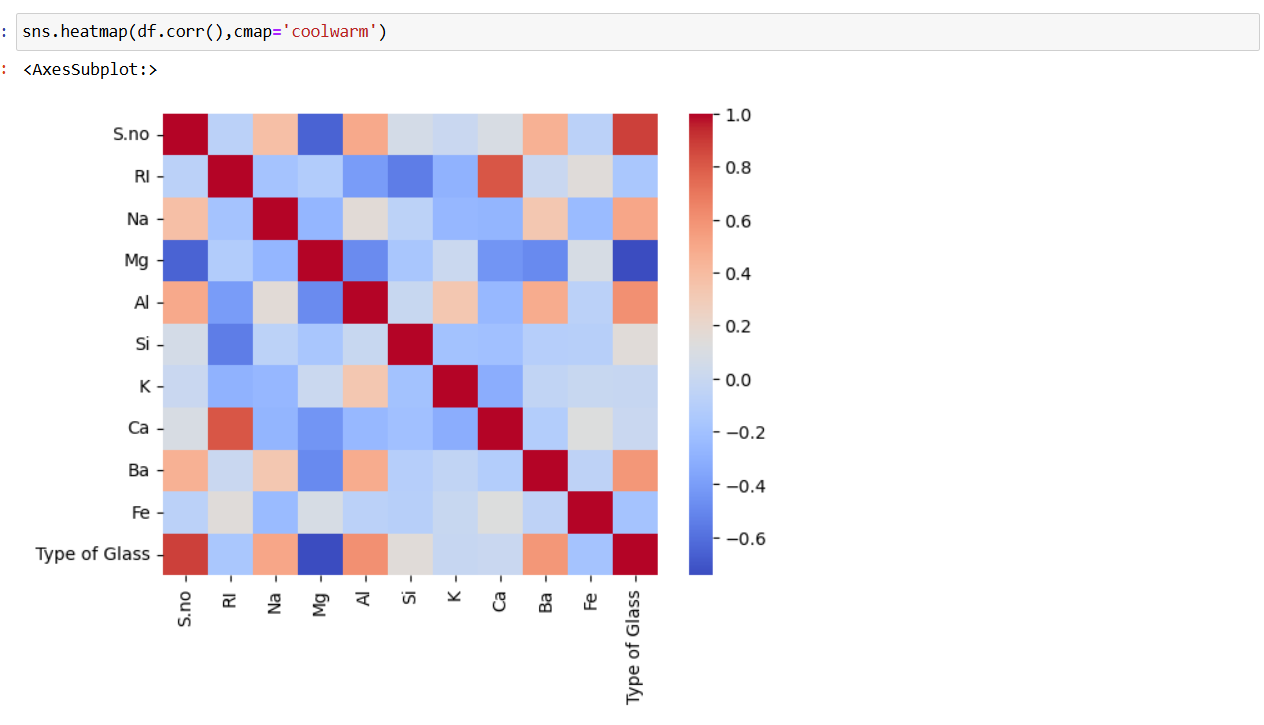 : sns.heatmap(df.corr(),cmap='coolwarm')
: <AxesSubplot:>
S.no
RI
Na
Mg
Al
Si
K
Ca
Ba
Fe
Type of Glass
S.no
RI
Na
Mg
Al
Si
K
Ca
Ba
Fe
Type of Glass
1.0
0.8
0.6
0.4
0.2
0.0
−0.2
−0.4
−0.6